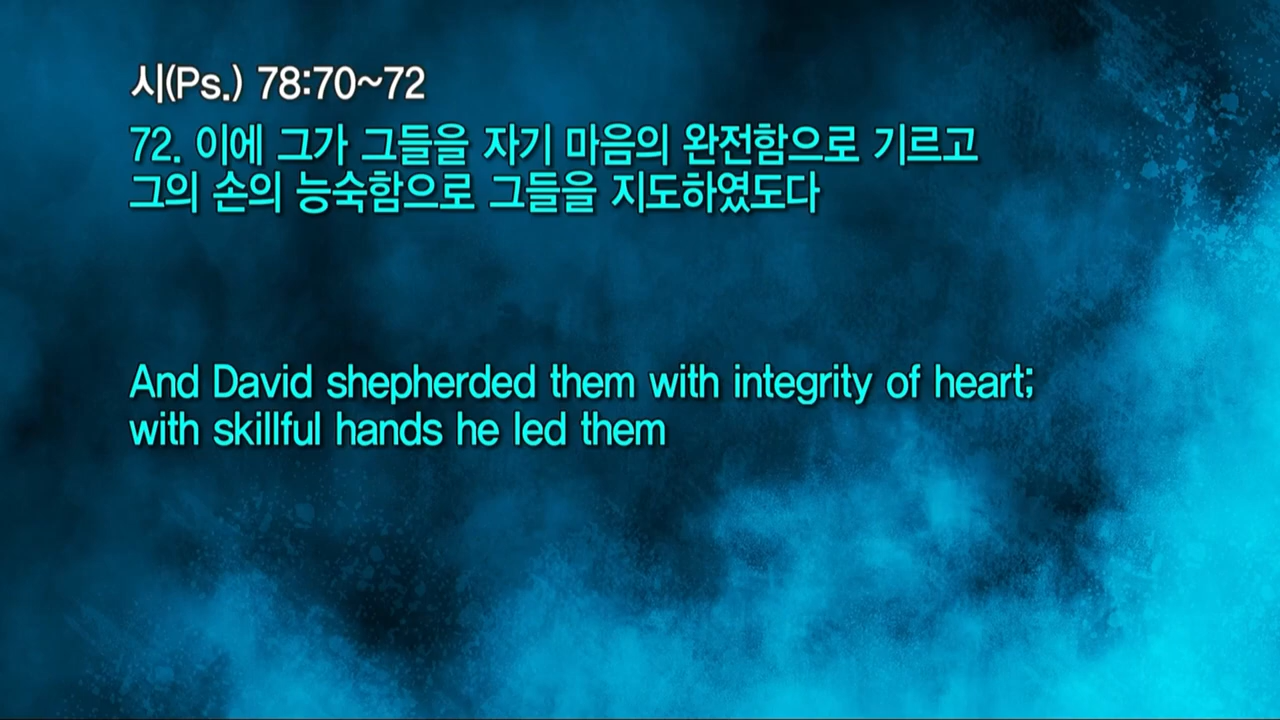 시(Ps.) 78:70~72
72. 이에 그가 그들을 자기 마음의 완전함으로 기르고
그의 손의 능숙함으로 그들을 지도하였도다
And David shepherded them with integrity of heart;
with skillful hands he led them